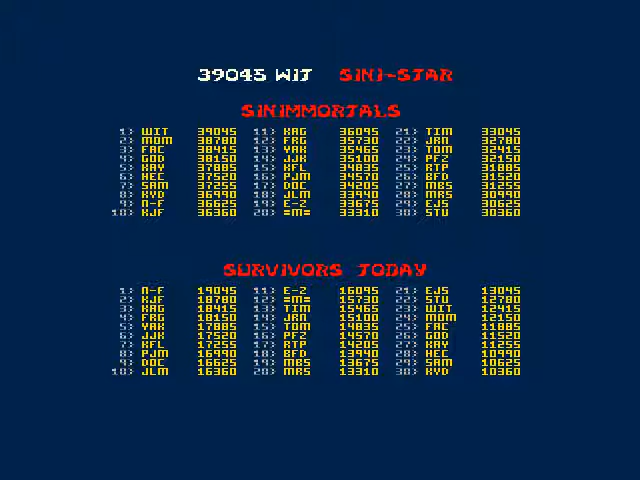 39045 WIT SINI-STAR
SINIMMORTALS
1) WIT 39045 11) KAG 36095 21) TIM 33045
2) MOM 38780 12) FRG 35730 22) JRN 32780
3) FAC 38415 13) YAK 35465 23) TOM 32415
4) GOD 38150 14) JJK 35100 24) PFZ 32150
5) KAY 37885 15) KFL 34835 25) RTP 31885
6) HEC 37520 16) PJM 34570 26) BFD 31520
7) SAM 37255 17) DOC 34205 27) MBS 31255
8) KYD 36990 18) JLM 33940 28) MRS 30990
9) N-F 36625 19) E-Z 33675 29) EJS 30625
10) KJF 36360 20) =M= 33310 30) STU 30360
SURVIVORS TODAY
1) N-F 19045 11) E-Z 16095 21) EJS 13045
2) KJF 18780 12) =M= 15730 22) STU 12780
3) KAG 18415 13) TIM 15465 23) WIT 12415
4) FRG 18150 14) JRN 15100 24) MOM 12150
5) YAK 17885 15) TOM 14835 25) FAC 11885
6) JJK 17520 16) PFZ 14570 26) GOD 11520
7) KFL 17255 17) RTP 14205 27) KAY 11255
8) PJM 16990 18) BFD 13940 28) HEC 10990
9) DOC 16625 19) MBS 13675 29) SAM 10625
10) JLM 16360 20) MRS 13310 30) KYD 10360